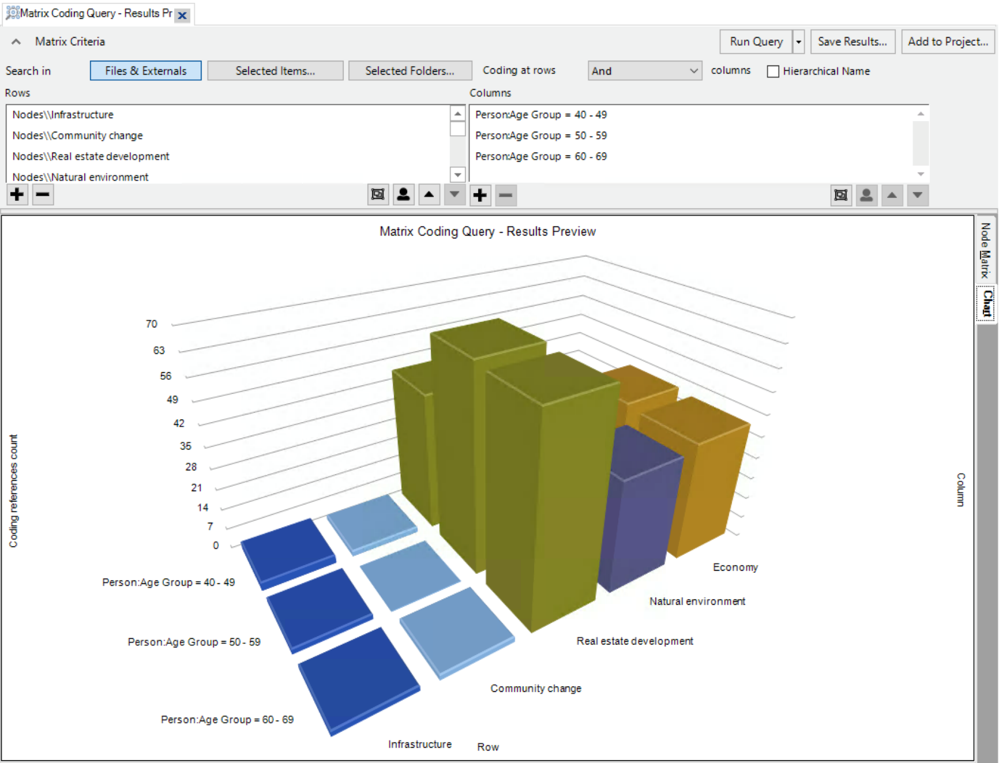 Matrix Coding Query - Results Pr
Matrix Criteria
Run Query
Save Results...
Add to Project...
Search in
Files & Externals
Selected Items...
Selected Folders...
Coding at rows
And
columns
Hierarchical Name
Rows
Columns
Nodes\\Infrastructure
Nodes\\Community change
Nodes\\Real estate development
Nodes\\Natural environment
Person:Age Group = 40 - 49
Person:Age Group = 50 - 59
Person:Age Group = 60 - 69
Node Matrix
Chart
Matrix Coding Query - Results Preview
Coding references count
70
63
56
49
42
35
28
21
14
7
0
Person:Age Group = 40 - 49
Person:Age Group = 50 - 59
Person:Age Group = 60 - 69
Infrastructure
Community change
Real estate development
Natural environment
Economy
Row
Column